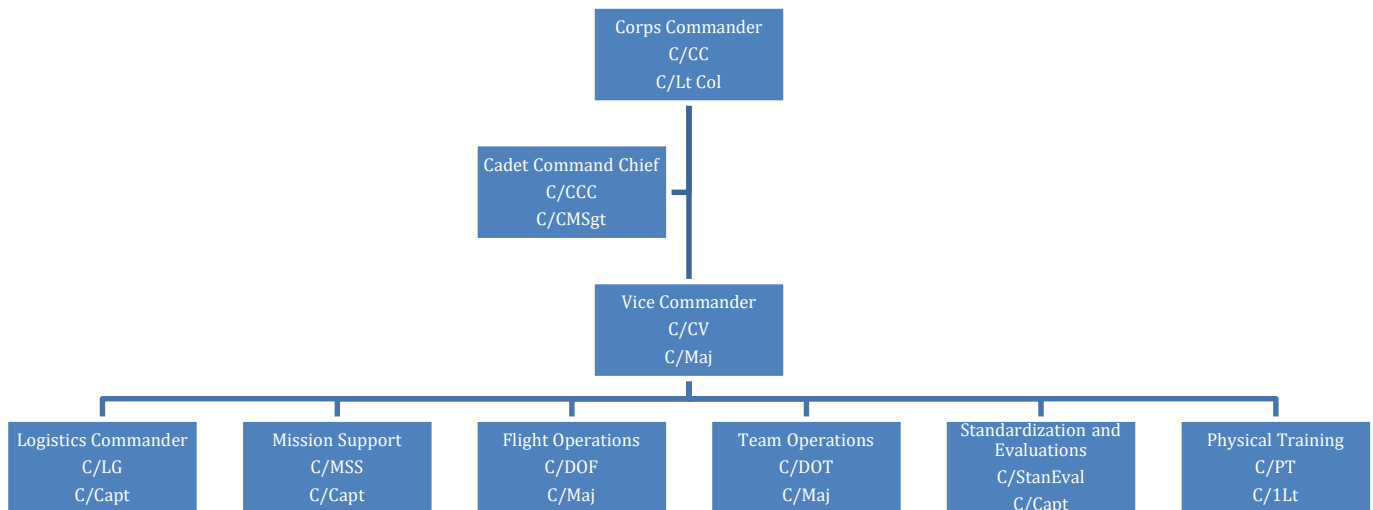 Corps Commander
C/CC
C/Lt Col
Cadet Command Chief
C/CCC
C/CMSgt
Vice Commander
C/CV
C/Maj
Logistics Commander
C/LG
C/Capt
Mission Support
C/MSS
C/Capt
Flight Operations
C/DOF
C/Maj
Team Operations
C/DOT
C/Maj
Standardization and
Evaluations
C/StanEval
C/Capt
Physical Training
C/PT
C/1Lt